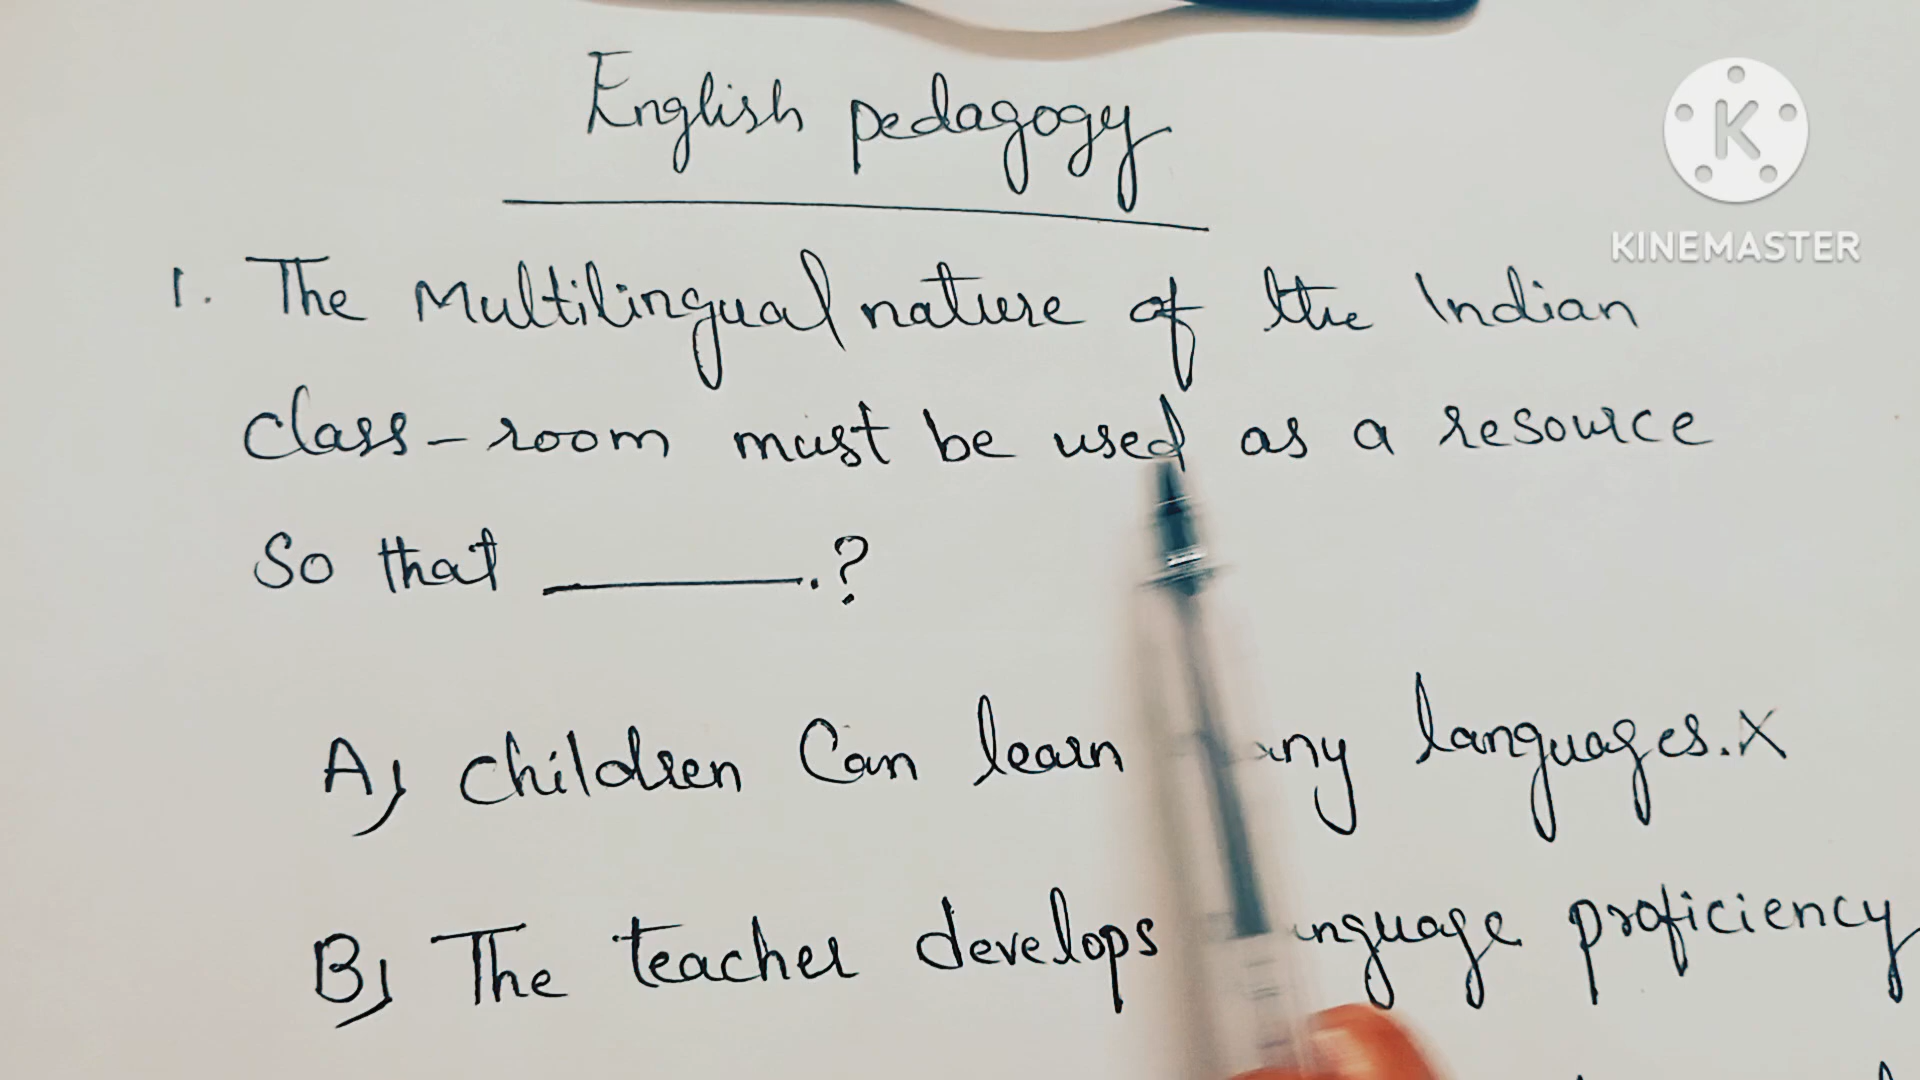 English pedagogy
KINEMASTER
1. The Multilingual nature of the Indian
class-room must be used as a resource
So that ______.?
A) children Can learn languages. X
B) The teacher develops proficiency